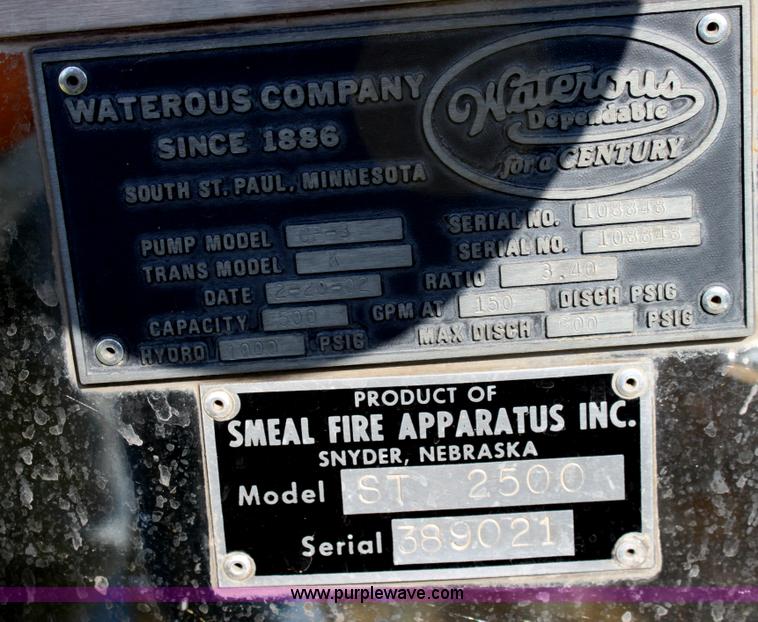 WATEROUS COMPANY
SINCE 1886
SOUTH ST. PAUL, MINNESOTA
Waterous
Dependable
for a CENTURY
PUMP MODEL
SERIAL NO. 108848
TRANS MODEL K
SERIAL NO. 108848
DATE
RATIO 3.40
CAPACITY 500 GPM AT 150 DISCH PSIG
HYDRO 1000 PSIG
MAX DISCH PSIG
PRODUCT OF
SMEAL FIRE APPARATUS INC.
SNYDER, NEBRASKA
Model ST 2500
Serial 389021
www.purplewave.com